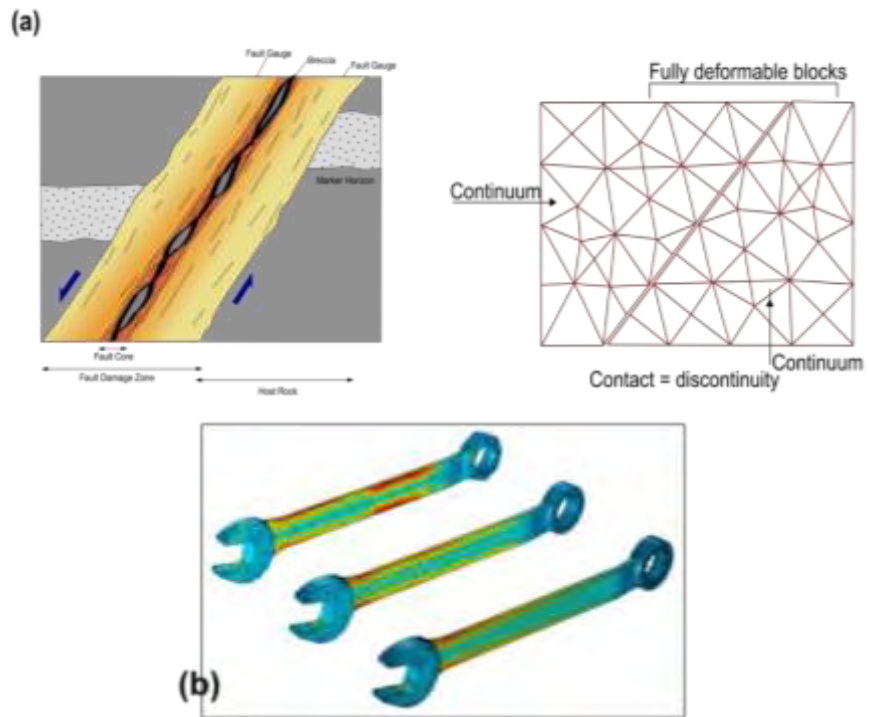 (a)
Fault Gauge
Breccia
Fault Gauge
Marker Horizon
Fault Core
Fault Damage Zone
Host Rock
Fully deformable blocks
Continuum
Continuum
Contact = discontinuity
(b)